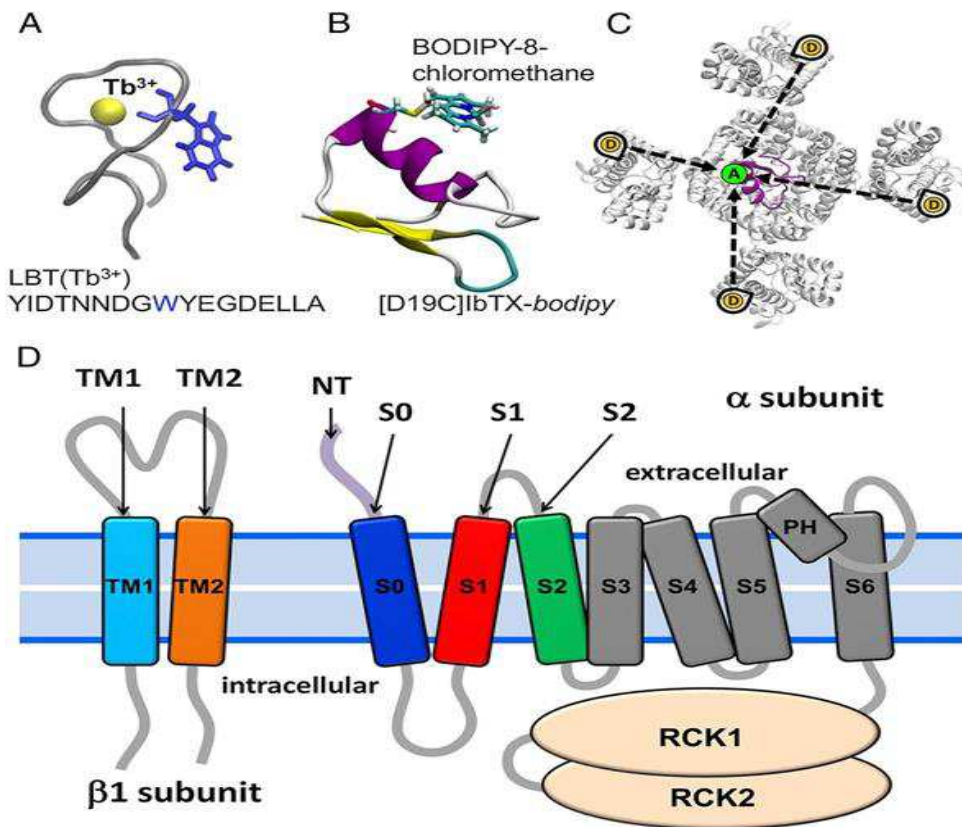 A
Tb³⁺
LBT(Tb³⁺)
YIDTNNDGWYEGDELLA
B
BODIPY-8-
chloromethane
[D19C]IbTX-bodipy
C
D
D
A
D
D
D
TM1
TM2
NT
S0
S1
S2
α subunit
extracellular
TM1
TM2
S0
S1
S2
S3
S4
S5
PH
S6
intracellular
β1 subunit
RCK1
RCK2